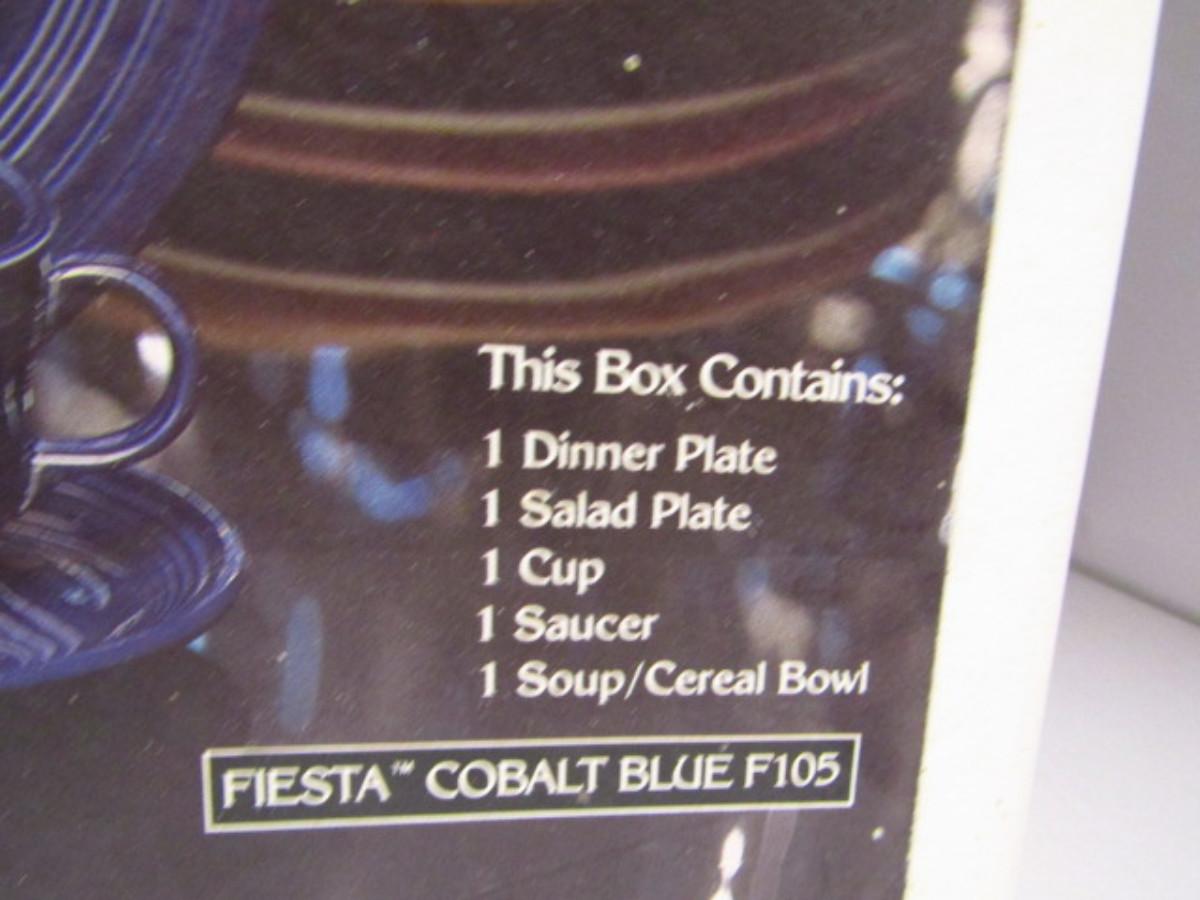 This Box Contains:
1 Dinner Plate
1 Salad Plate
1 Cup
1 Saucer
1 Soup/Cereal Bowl
FIESTA™ COBALT BLUE F105